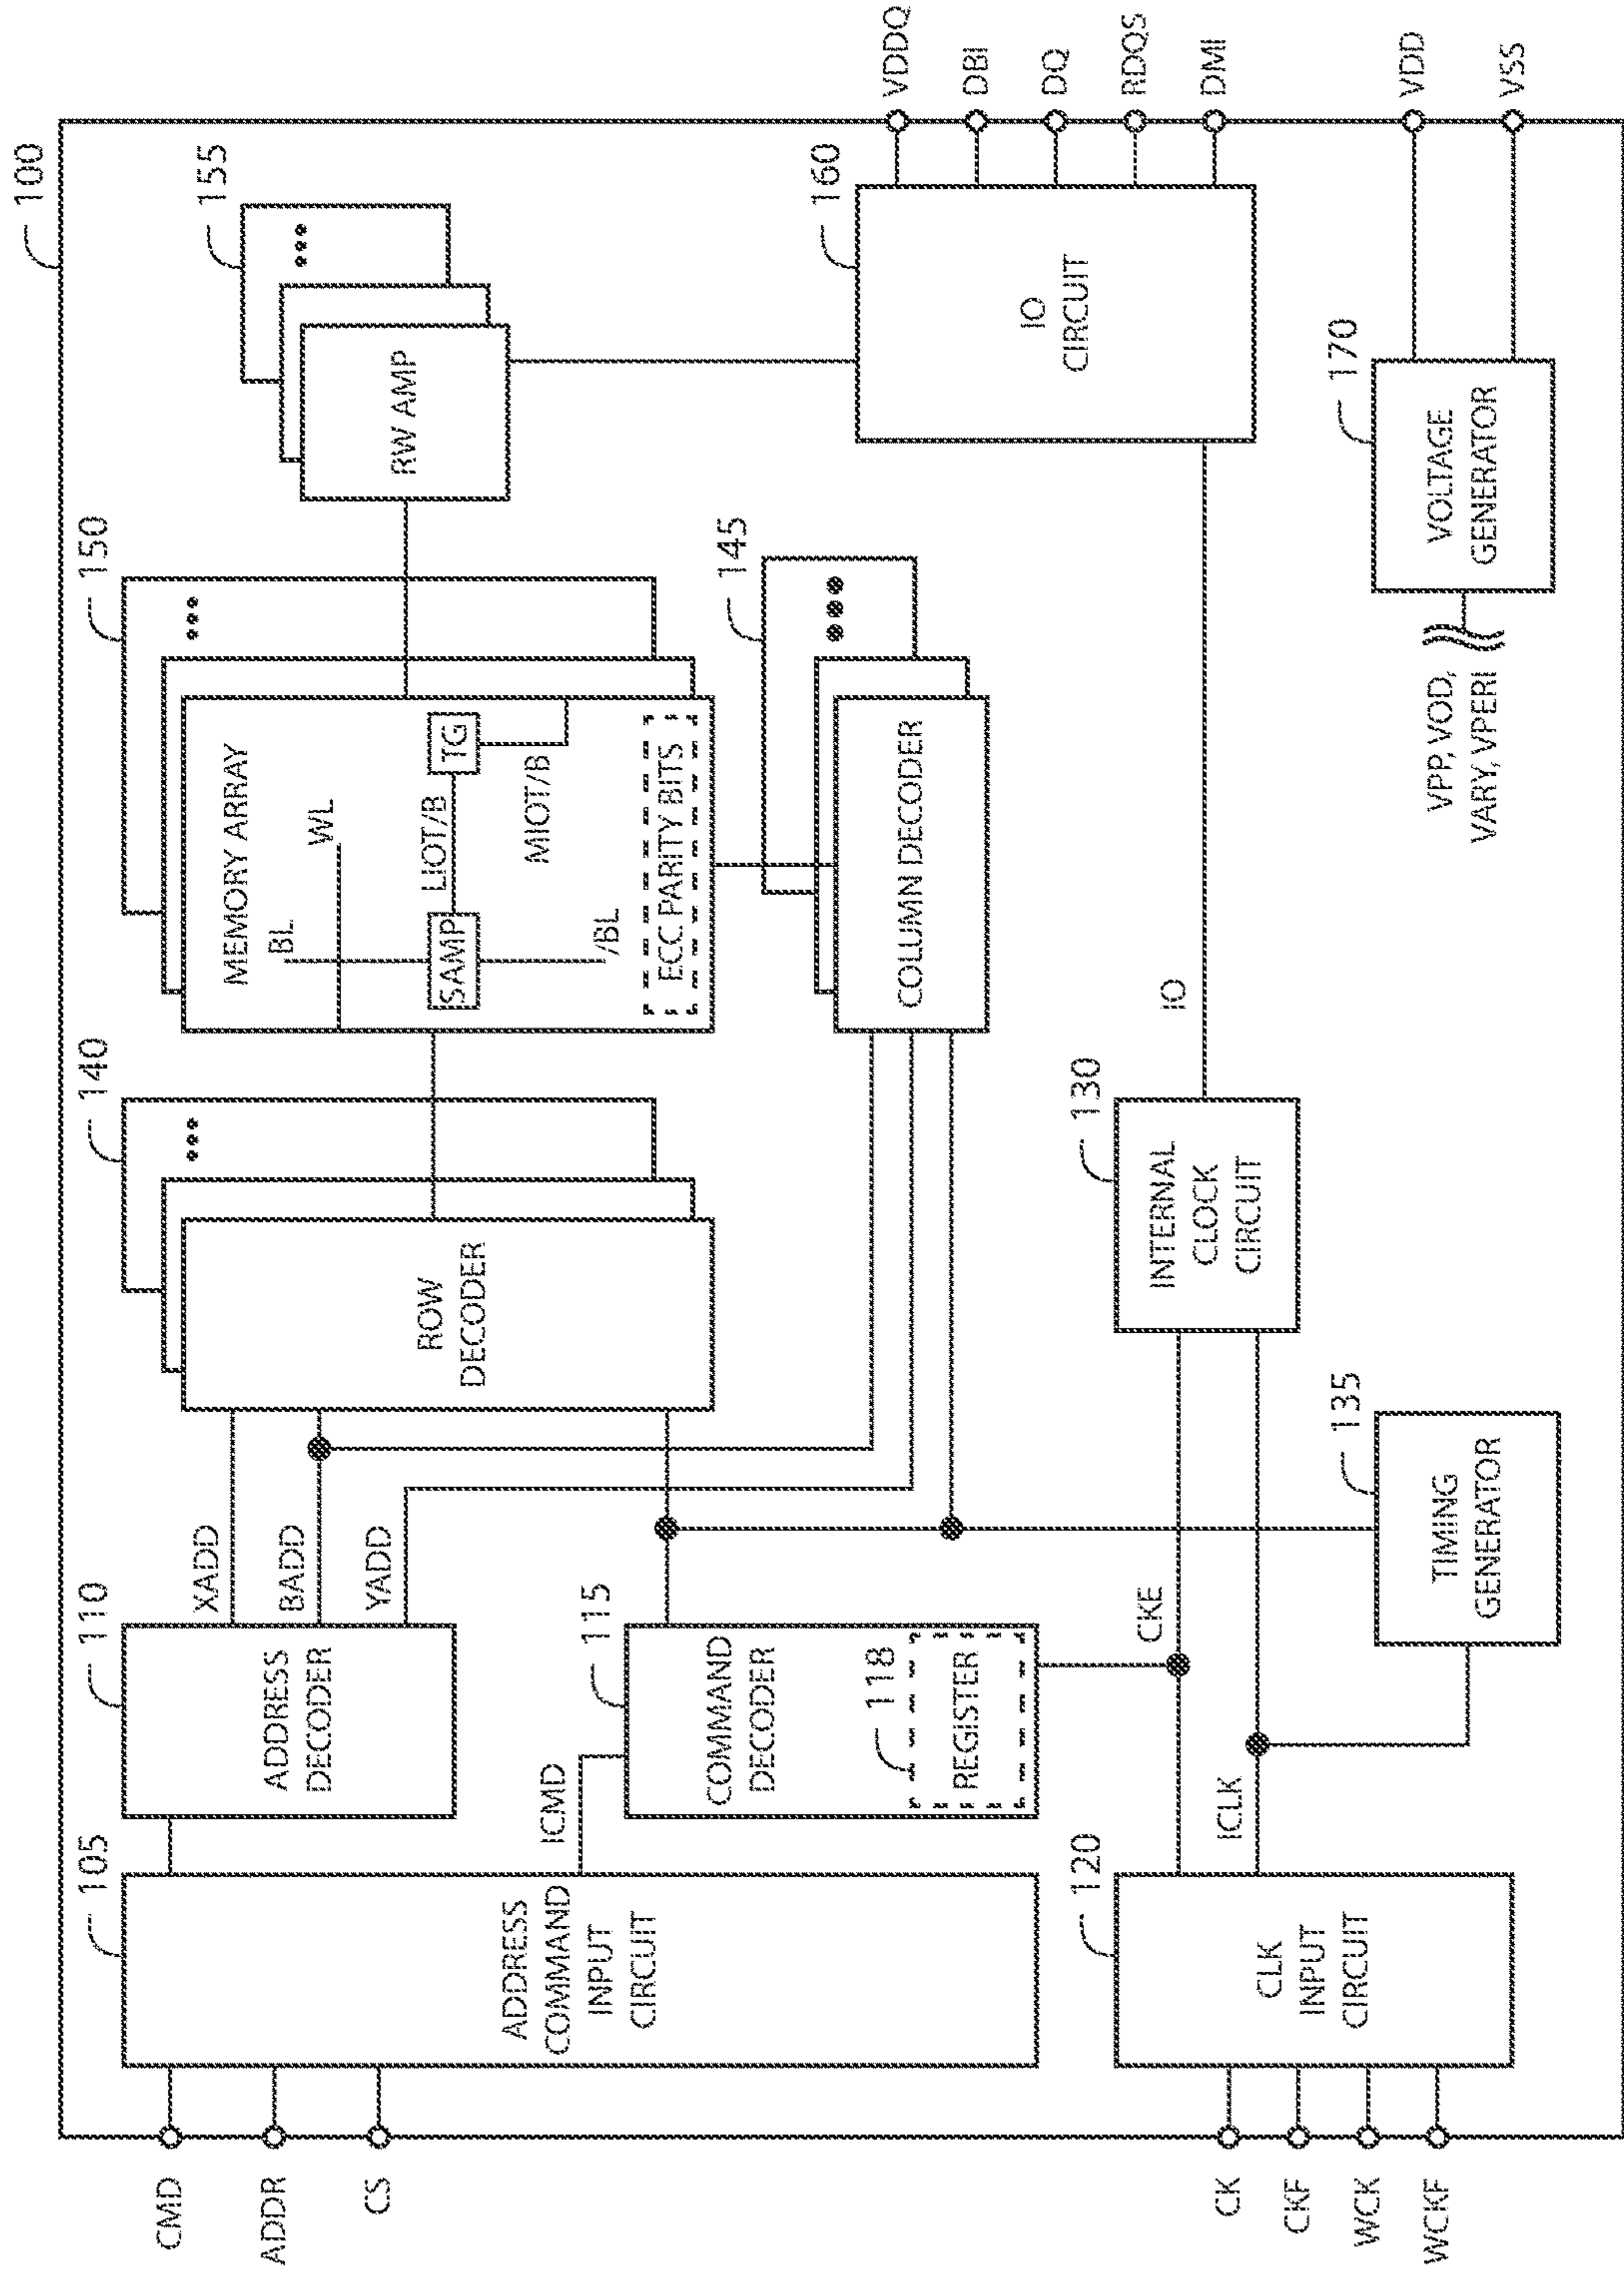 100
CMD
ADDR
CS
105
ADDRESS
COMMAND
INPUT
CIRCUIT
110
ADDRESS
DECODER
XADD
BADD
YADD
ICMD
115
COMMAND
DECODER
118
REGISTER
140
ROW
DECODER
150
MEMORY ARRAY
BL
WL
SAMP
LIOT/B
TG
MIOT/B
/BL
ECC PARITY BITS
155
RW AMP
145
COLUMN DECODER
CK
CKF
WCK
WCKF
120
CLK
INPUT
CIRCUIT
CKE
ICLK
130
INTERNAL
CLOCK
CIRCUIT
IO
135
TIMING
GENERATOR
160
IO
CIRCUIT
VDDQ
DBI
DQ
RDQS
DMI
170
VOLTAGE
GENERATOR
VPP, VOD,
VARY, VPERI
VDD
VSS